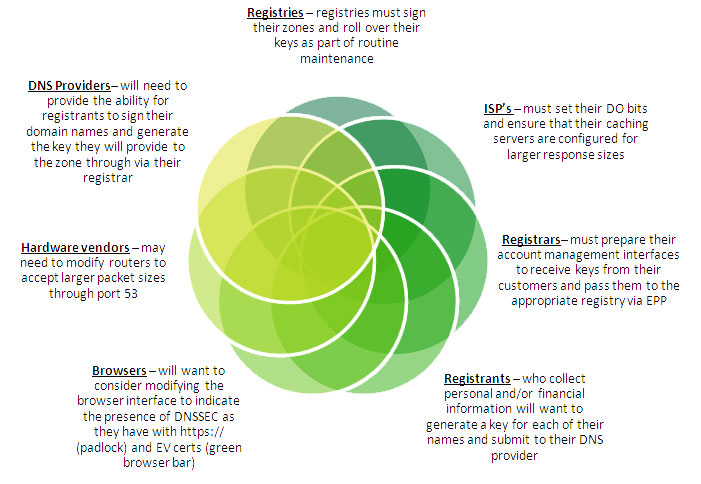 Registries – registries must sign
their zones and roll over their
keys as part of routine
maintenance
DNS Providers– will need to
provide the ability for
registrants to sign their
domain names and generate
the key they will provide to
the zone through via their
registrar
ISP's – must set their DO bits
and ensure that their caching
servers are configured for
larger response sizes
Hardware vendors – may
need to modify routers to
accept larger packet sizes
through port 53
Registrars – must prepare their
account management interfaces
to receive keys from their
customers and pass them to the
appropriate registry via EPP
Browsers – will want to
consider modifying the
browser interface to indicate
the presence of DNSSEC as
they have with https://
(padlock) and EV certs (green
browser bar)
Registrants – who collect
personal and/or financial
information will want to
generate a key for each of their
names and submit to their DNS
provider